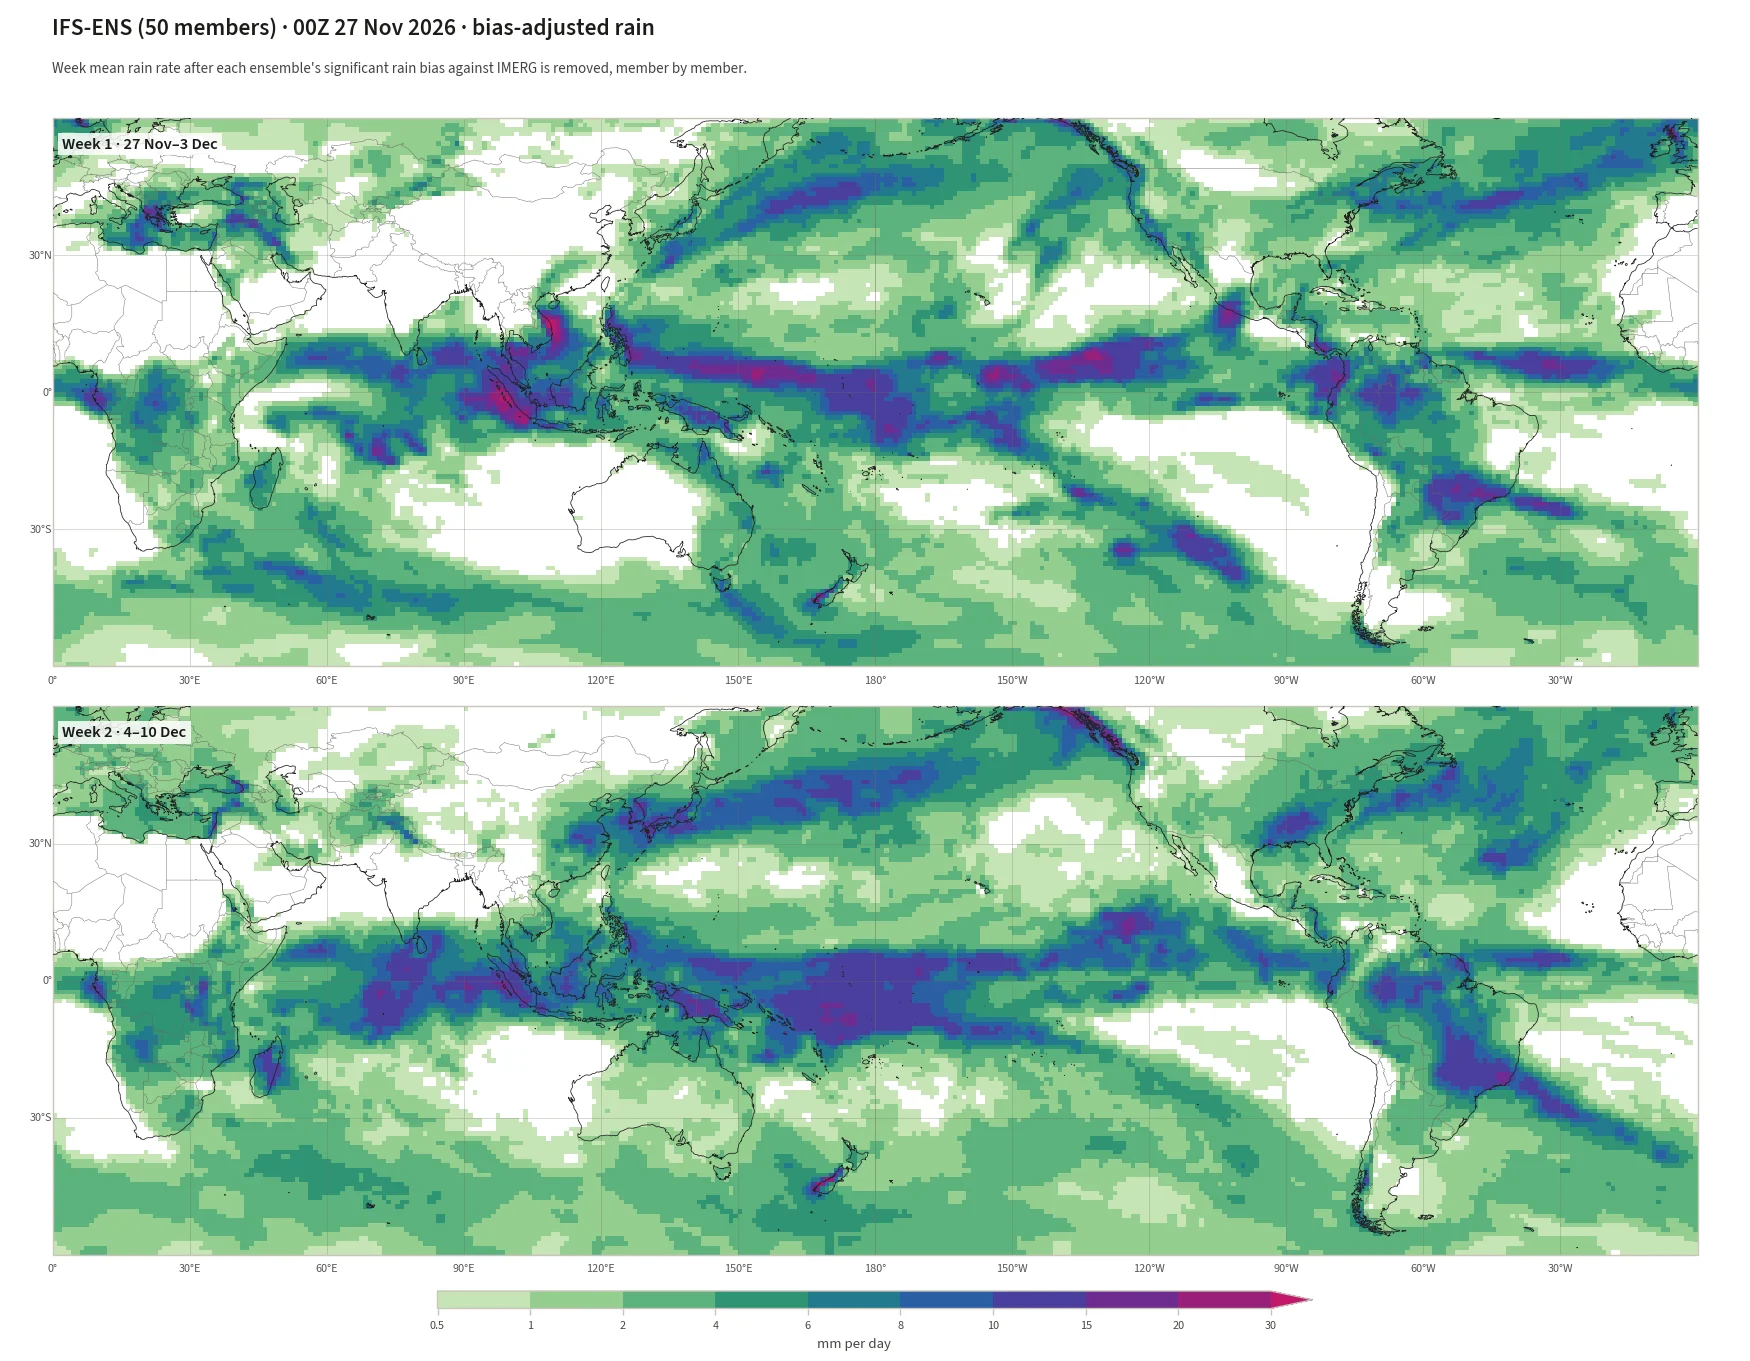 IFS-ENS (50 members) · 00Z 27 Nov 2026 · bias-adjusted rain
Week mean rain rate after each ensemble's significant rain bias against IMERG is removed, member by member.
Week 1 · 27 Nov–3 Dec
30°N
0°
30°S
0° 30°E 60°E 90°E 120°E 150°E 180° 150°W 120°W 90°W 60°W 30°W
Week 2 · 4–10 Dec
30°N
0°
30°S
0° 30°E 60°E 90°E 120°E 150°E 180° 150°W 120°W 90°W 60°W 30°W
0.5 1 2 4 6 8 10 15 20 30
mm per day